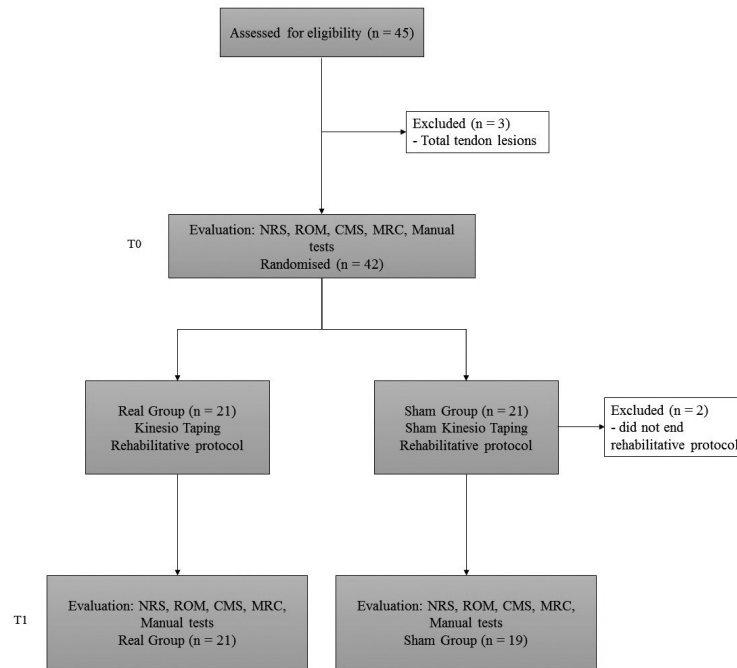 Assessed for eligibility (n = 45)
Excluded (n = 3)
- Total tendon lesions
T0
Evaluation: NRS, ROM, CMS, MRC, Manual
tests
Randomised (n = 42)
Real Group (n = 21)
Kinesio Taping
Rehabilitative protocol
Sham Group (n = 21)
Sham Kinesio Taping
Rehabilitative protocol
Excluded (n = 2)
- did not end
rehabilitative protocol
T1
Evaluation: NRS, ROM, CMS, MRC,
Manual tests
Real Group (n = 21)
Evaluation: NRS, ROM, CMS, MRC,
Manual tests
Sham Group (n = 19)